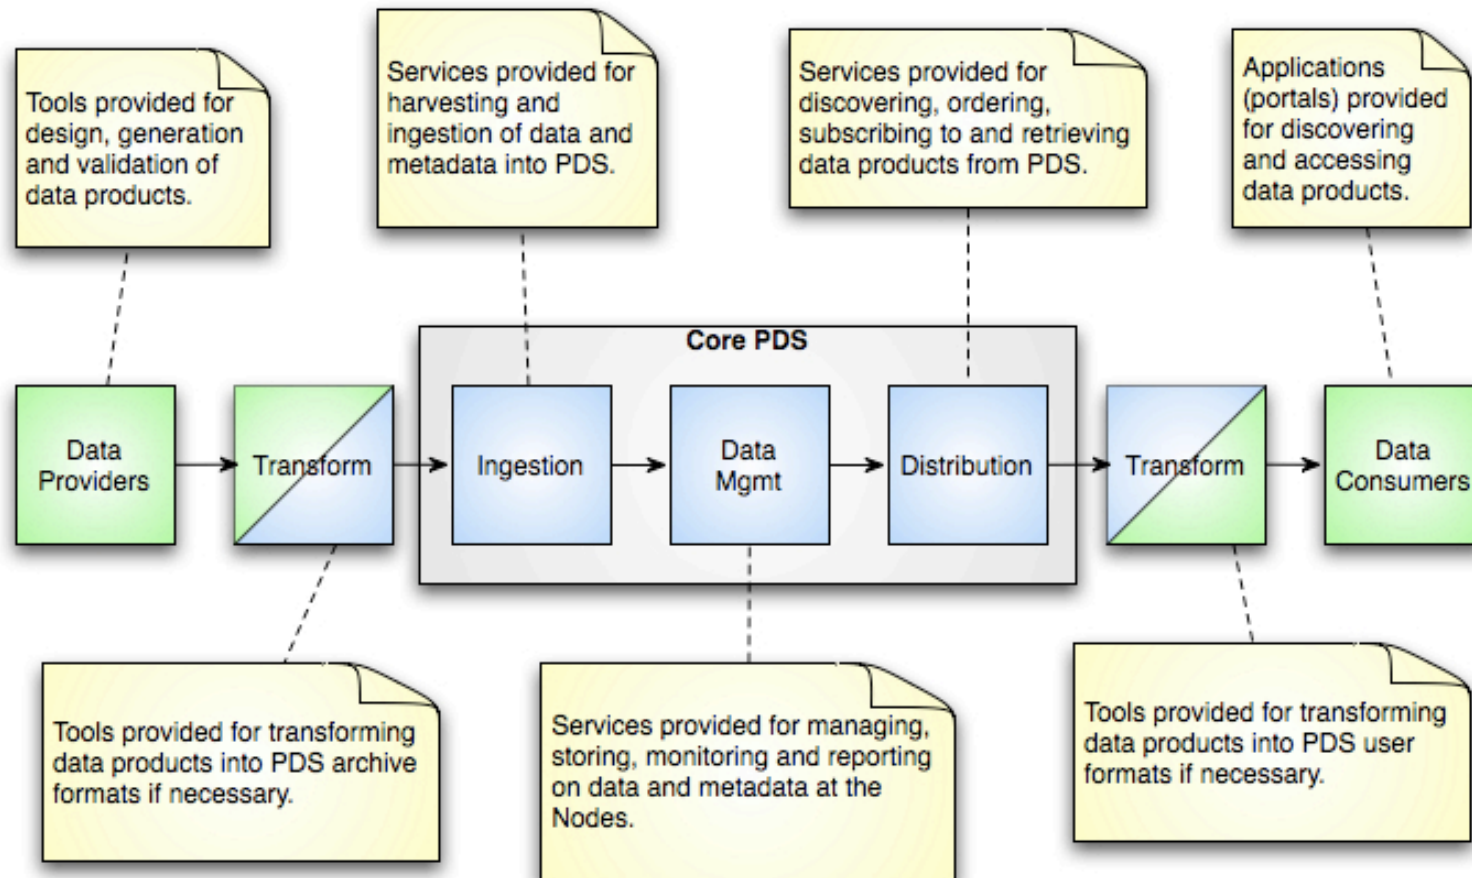 Tools provided for
design, generation
and validation of
data products.
Services provided for
harvesting and
ingestion of data and
metadata into PDS.
Services provided for
discovering, ordering,
subscribing to and retrieving
data products from PDS.
Applications
(portals) provided
for discovering
and accessing
data products.
Core PDS
Data
Providers
Transform
Ingestion
Data
Mgmt
Distribution
Transform
Data
Consumers
Tools provided for transforming
data products into PDS archive
formats if necessary.
Services provided for managing,
storing, monitoring and reporting
on data and metadata at the
Nodes.
Tools provided for transforming
data products into PDS user
formats if necessary.